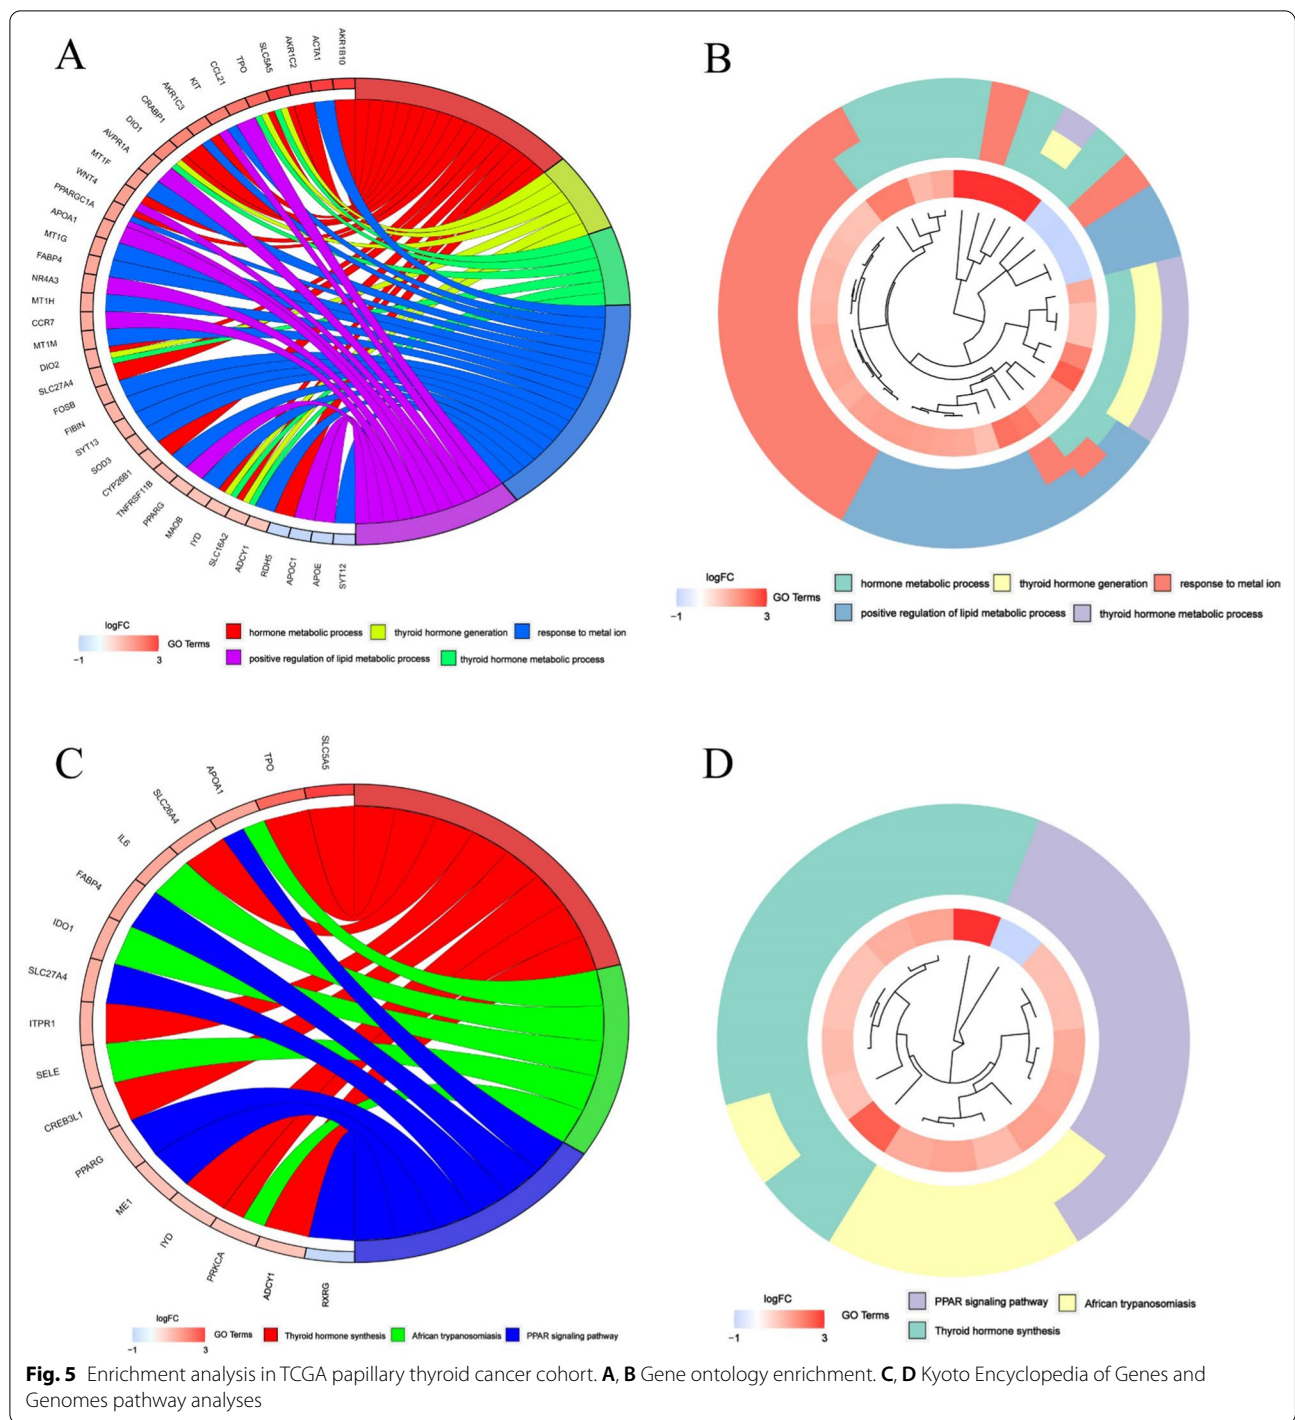 A
AKR1B10
ACTA1
AKR1C2
SLC5A5
TPO
CCL21
KIT
AKR1C3
CRABP1
DIO1
AVPR1A
MT1F
WNT4
PPARGC1A
APOA1
MT1G
FABP4
NR4A3
MT1H
CCR7
MT1M
DIO2
SLC27A4
FOSB
FIBIN
SYT13
SOD3
CYP26B1
TNFRSF11B
PPARG
MAOB
IYD
SLC16A2
ADCY1
RDH5
APOC1
APOE
SYT12
logFC
−1 3
GO Terms
hormone metabolic process thyroid hormone generation response to metal ion
positive regulation of lipid metabolic process thyroid hormone metabolic process
B
logFC
−1 3
GO Terms
hormone metabolic process thyroid hormone generation response to metal ion
positive regulation of lipid metabolic process thyroid hormone metabolic process
C
SLC5A5
TPO
APOA1
SLC26A4
IL6
FABP4
IDO1
SLC27A4
ITPR1
SELE
CREB3L1
PPARG
ME1
IYD
PRKCA
ADCY1
RXRG
logFC
−1 3
GO Terms
Thyroid hormone synthesis African trypanosomiasis PPAR signaling pathway
D
logFC
−1 3
GO Terms
PPAR signaling pathway African trypanosomiasis
Thyroid hormone synthesis
Fig. 5 Enrichment analysis in TCGA papillary thyroid cancer cohort. A, B Gene ontology enrichment. C, D Kyoto Encyclopedia of Genes and
Genomes pathway analyses